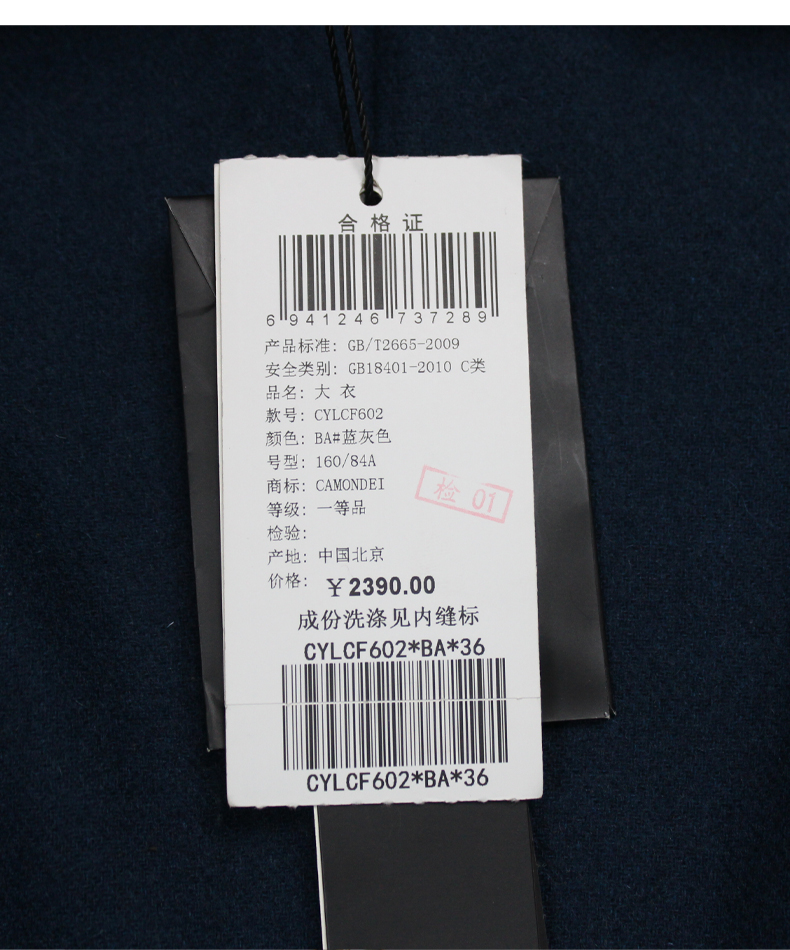 合格证
6 941246 737289
产品标准: GB/T2665-2009
安全类别: GB18401-2010 C类
品名: 大 衣
款号: CYLCF602
颜色: BA#蓝灰色
号型: 160/84A
商标: CAMONDEI
等级: 一等品
检验:
检 01
产地: 中国北京
价格: ￥2390.00
成份洗涤见内缝标
CYLCF602*BA*36
CYLCF602*BA*36